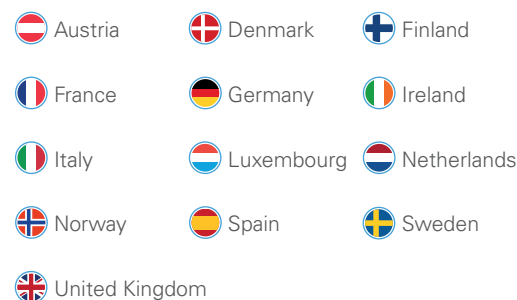 Austria Denmark Finland
France Germany Ireland
Italy Luxembourg Netherlands
Norway Spain Sweden
United Kingdom